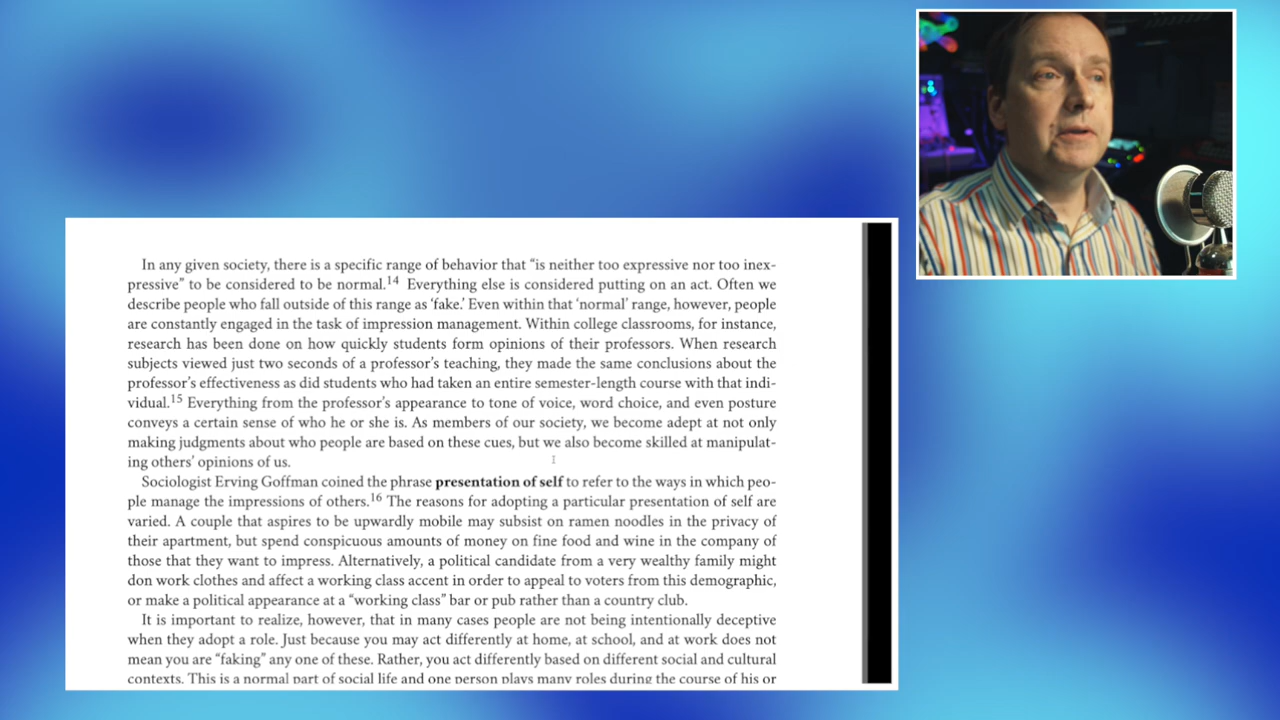 In any given society, there is a specific range of behavior that “is neither too expressive nor too inex-
pressive” to be considered to be normal.14 Everything else is considered putting on an act. Often we
describe people who fall outside of this range as ‘fake.’ Even within that ‘normal’ range, however, people
are constantly engaged in the task of impression management. Within college classrooms, for instance,
research has been done on how quickly students form opinions of their professors. When research
subjects viewed just two seconds of a professor’s teaching, they made the same conclusions about the
professor’s effectiveness as did students who had taken an entire semester-length course with that indi-
vidual.15 Everything from the professor’s appearance to tone of voice, word choice, and even posture
conveys a certain sense of who he or she is. As members of our society, we become adept at not only
making judgments about who people are based on these cues, but we also become skilled at manipulat-
ing others’ opinions of us.
Sociologist Erving Goffman coined the phrase presentation of self to refer to the ways in which peo-
ple manage the impressions of others.16 The reasons for adopting a particular presentation of self are
varied. A couple that aspires to be upwardly mobile may subsist on ramen noodles in the privacy of
their apartment, but spend conspicuous amounts of money on fine food and wine in the company of
those that they want to impress. Alternatively, a political candidate from a very wealthy family might
don work clothes and affect a working class accent in order to appeal to voters from this demographic,
or make a political appearance at a “working class” bar or pub rather than a country club.
It is important to realize, however, that in many cases people are not being intentionally deceptive
when they adopt a role. Just because you may act differently at home, at school, and at work does not
mean you are “faking” any one of these. Rather, you act differently based on different social and cultural
contexts. This is a normal part of social life and one person plays many roles during the course of his or